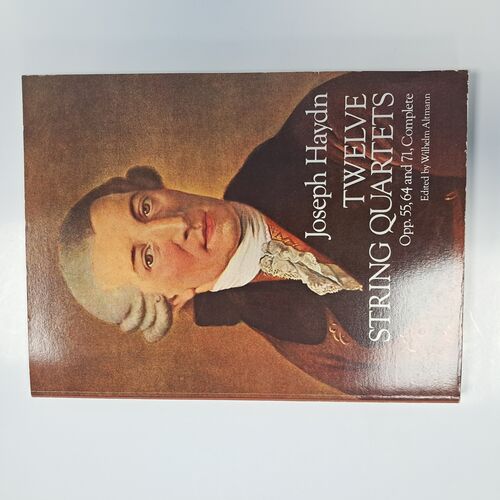 Joseph Haydn
TWELVE
STRING QUARTETS
Opp. 55, 64 and 71, Complete
Edited by Wilhelm Altmann